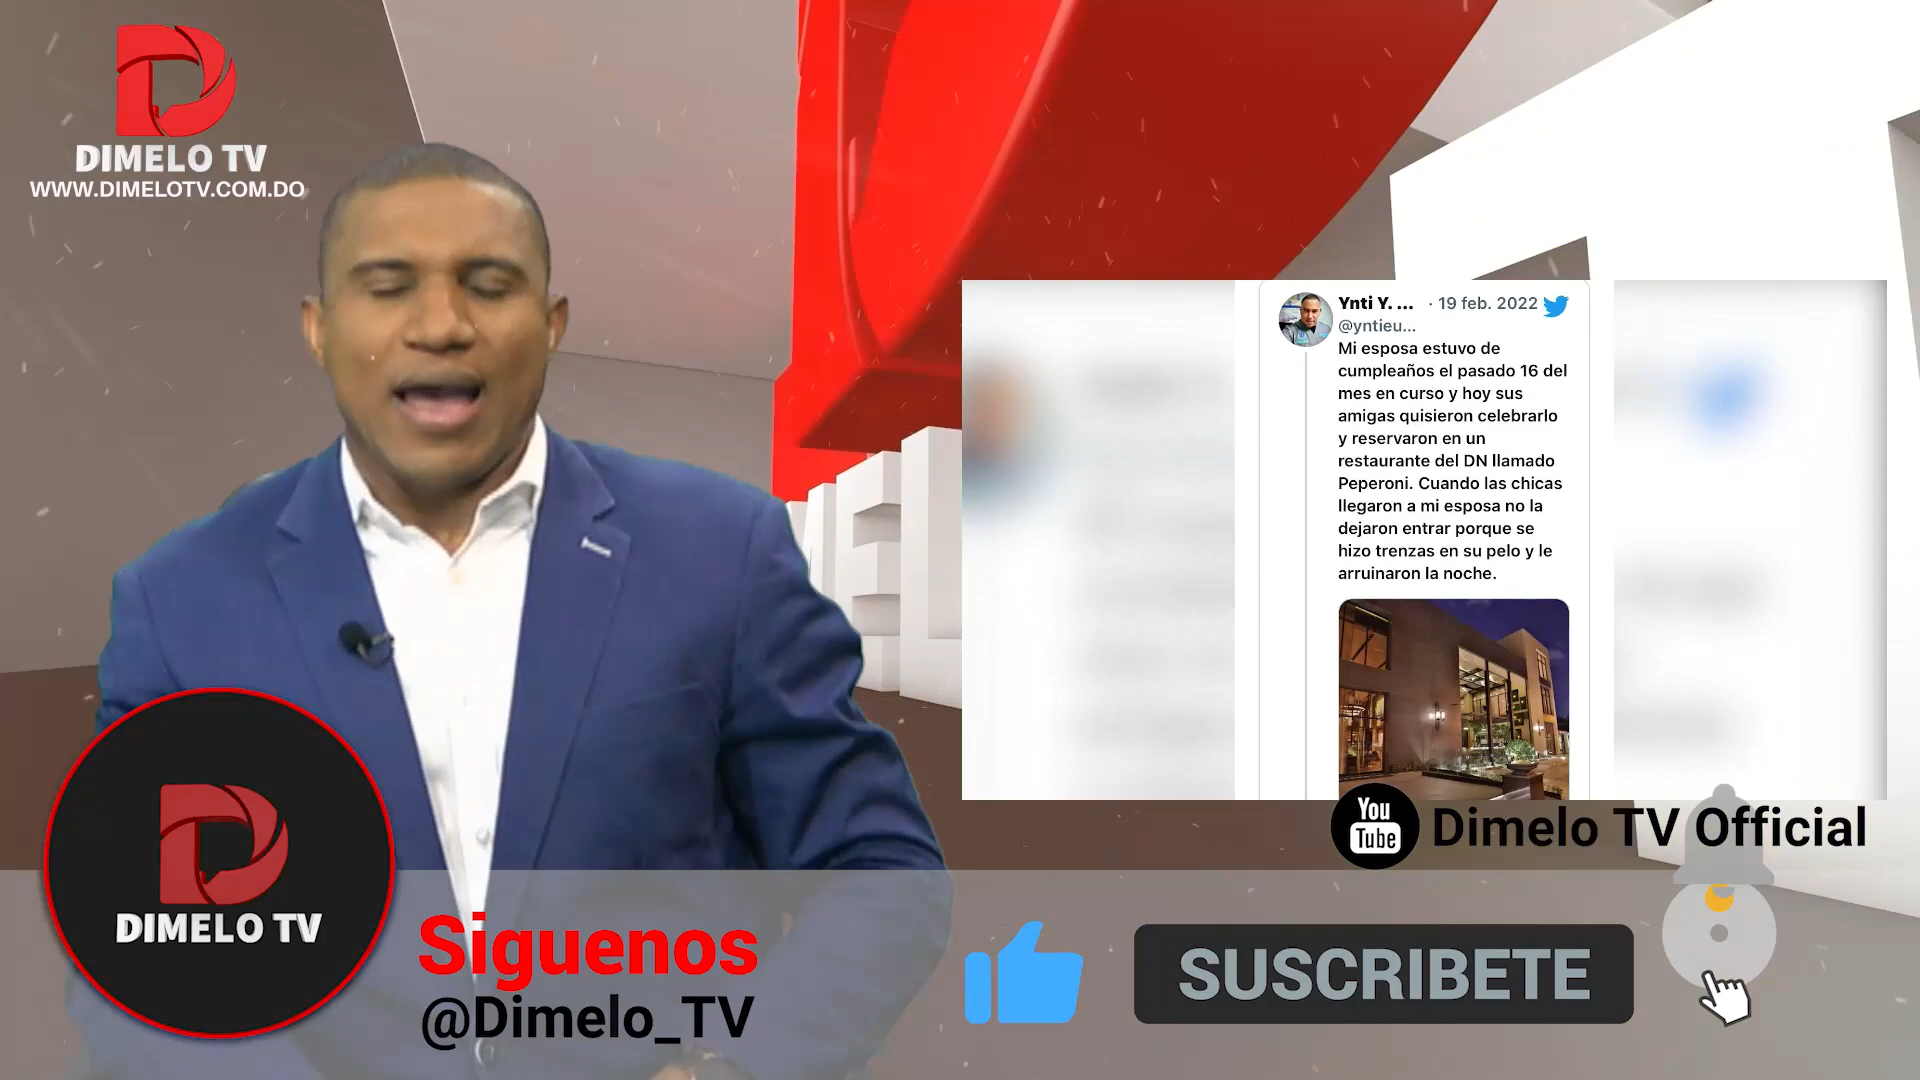 DIMELO TV
WWW.DIMELOTV.COM.DO
Ynti Y. ... · 19 feb. 2022
@yntieu...
Mi esposa estuvo de
cumpleaños el pasado 16 del
mes en curso y hoy sus
amigas quisieron celebrarlo
y reservaron en un
restaurante del DN llamado
Peperoni. Cuando las chicas
llegaron a mi esposa no la
dejaron entrar porque se
hizo trenzas en su pelo y le
arruinaron la noche.
You
Tube
Dimelo TV Official
DIMELO TV
Siguenos
@Dimelo_TV
SUSCRIBETE